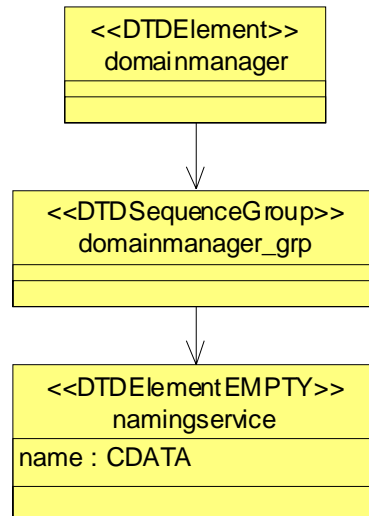 <<DTDElement>>
domainmanager
<<DTDSequenceGroup>>
domainmanager_grp
<<DTDElementEMPTY>>
namingservice
name : CDATA